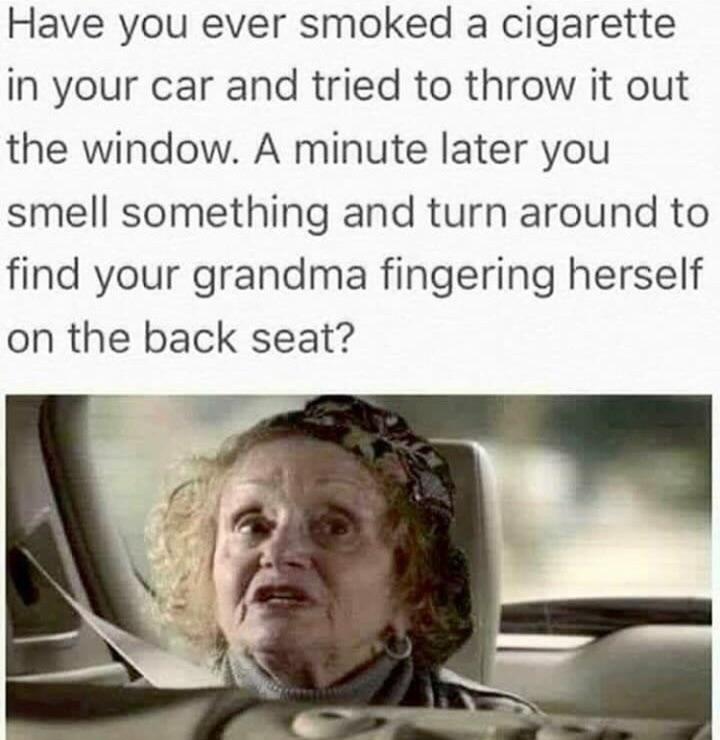 Have you ever smoked a cigarette
in your car and tried to throw it out
the window. A minute later you
smell something and turn around to
find your grandma fingering herself
on the back seat?